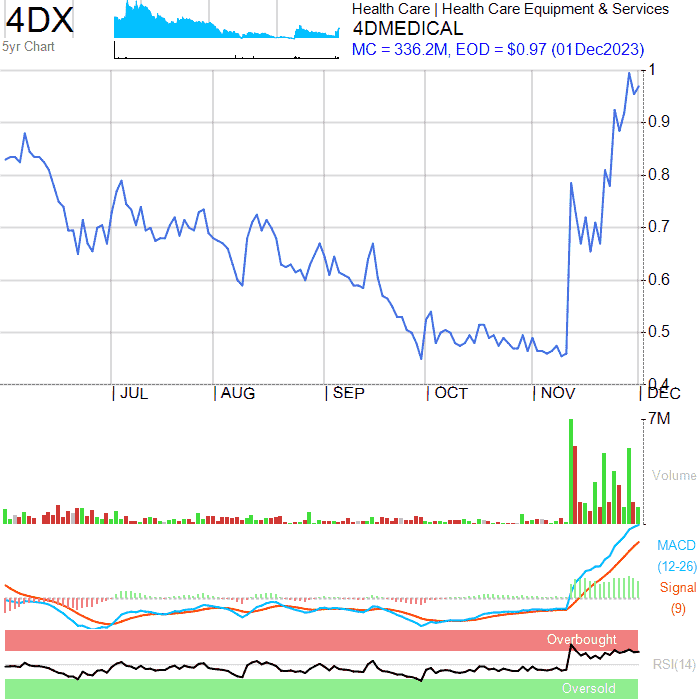 4DX
5yr Chart
Health Care | Health Care Equipment & Services
4DMEDICAL
MC = 336.2M, EOD = $0.97 (01Dec2023)
1
0.9
0.8
0.7
0.6
0.5
0.4
JUL
AUG
SEP
OCT
NOV
DEC
7M
Volume
MACD
(12-26)
Signal
(9)
Overbought
RSI(14)
Oversold